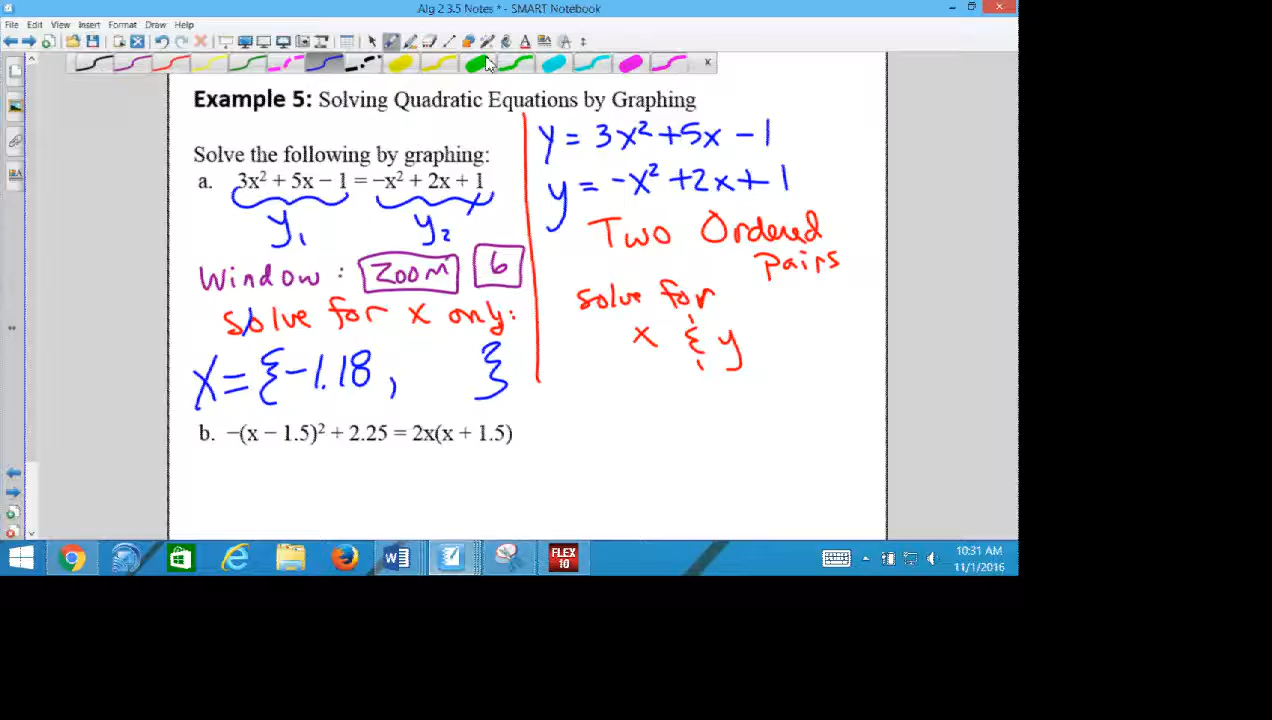 Alg 2 3.5 Notes * - SMART Notebook
File Edit View Insert Format Draw Help
Example 5: Solving Quadratic Equations by Graphing
Solve the following by graphing:
a. 3x² + 5x − 1 = −x² + 2x + 1
y₁ y₂
Window : ZOOM 6
solve for x only:
x = {-1.18, }
y = 3x² + 5x - 1
y = -x² + 2x + 1
Two Ordered
pairs
solve for
x & y
b. −(x − 1.5)² + 2.25 = 2x(x + 1.5)
FLEX
10
10:31 AM
11/1/2016